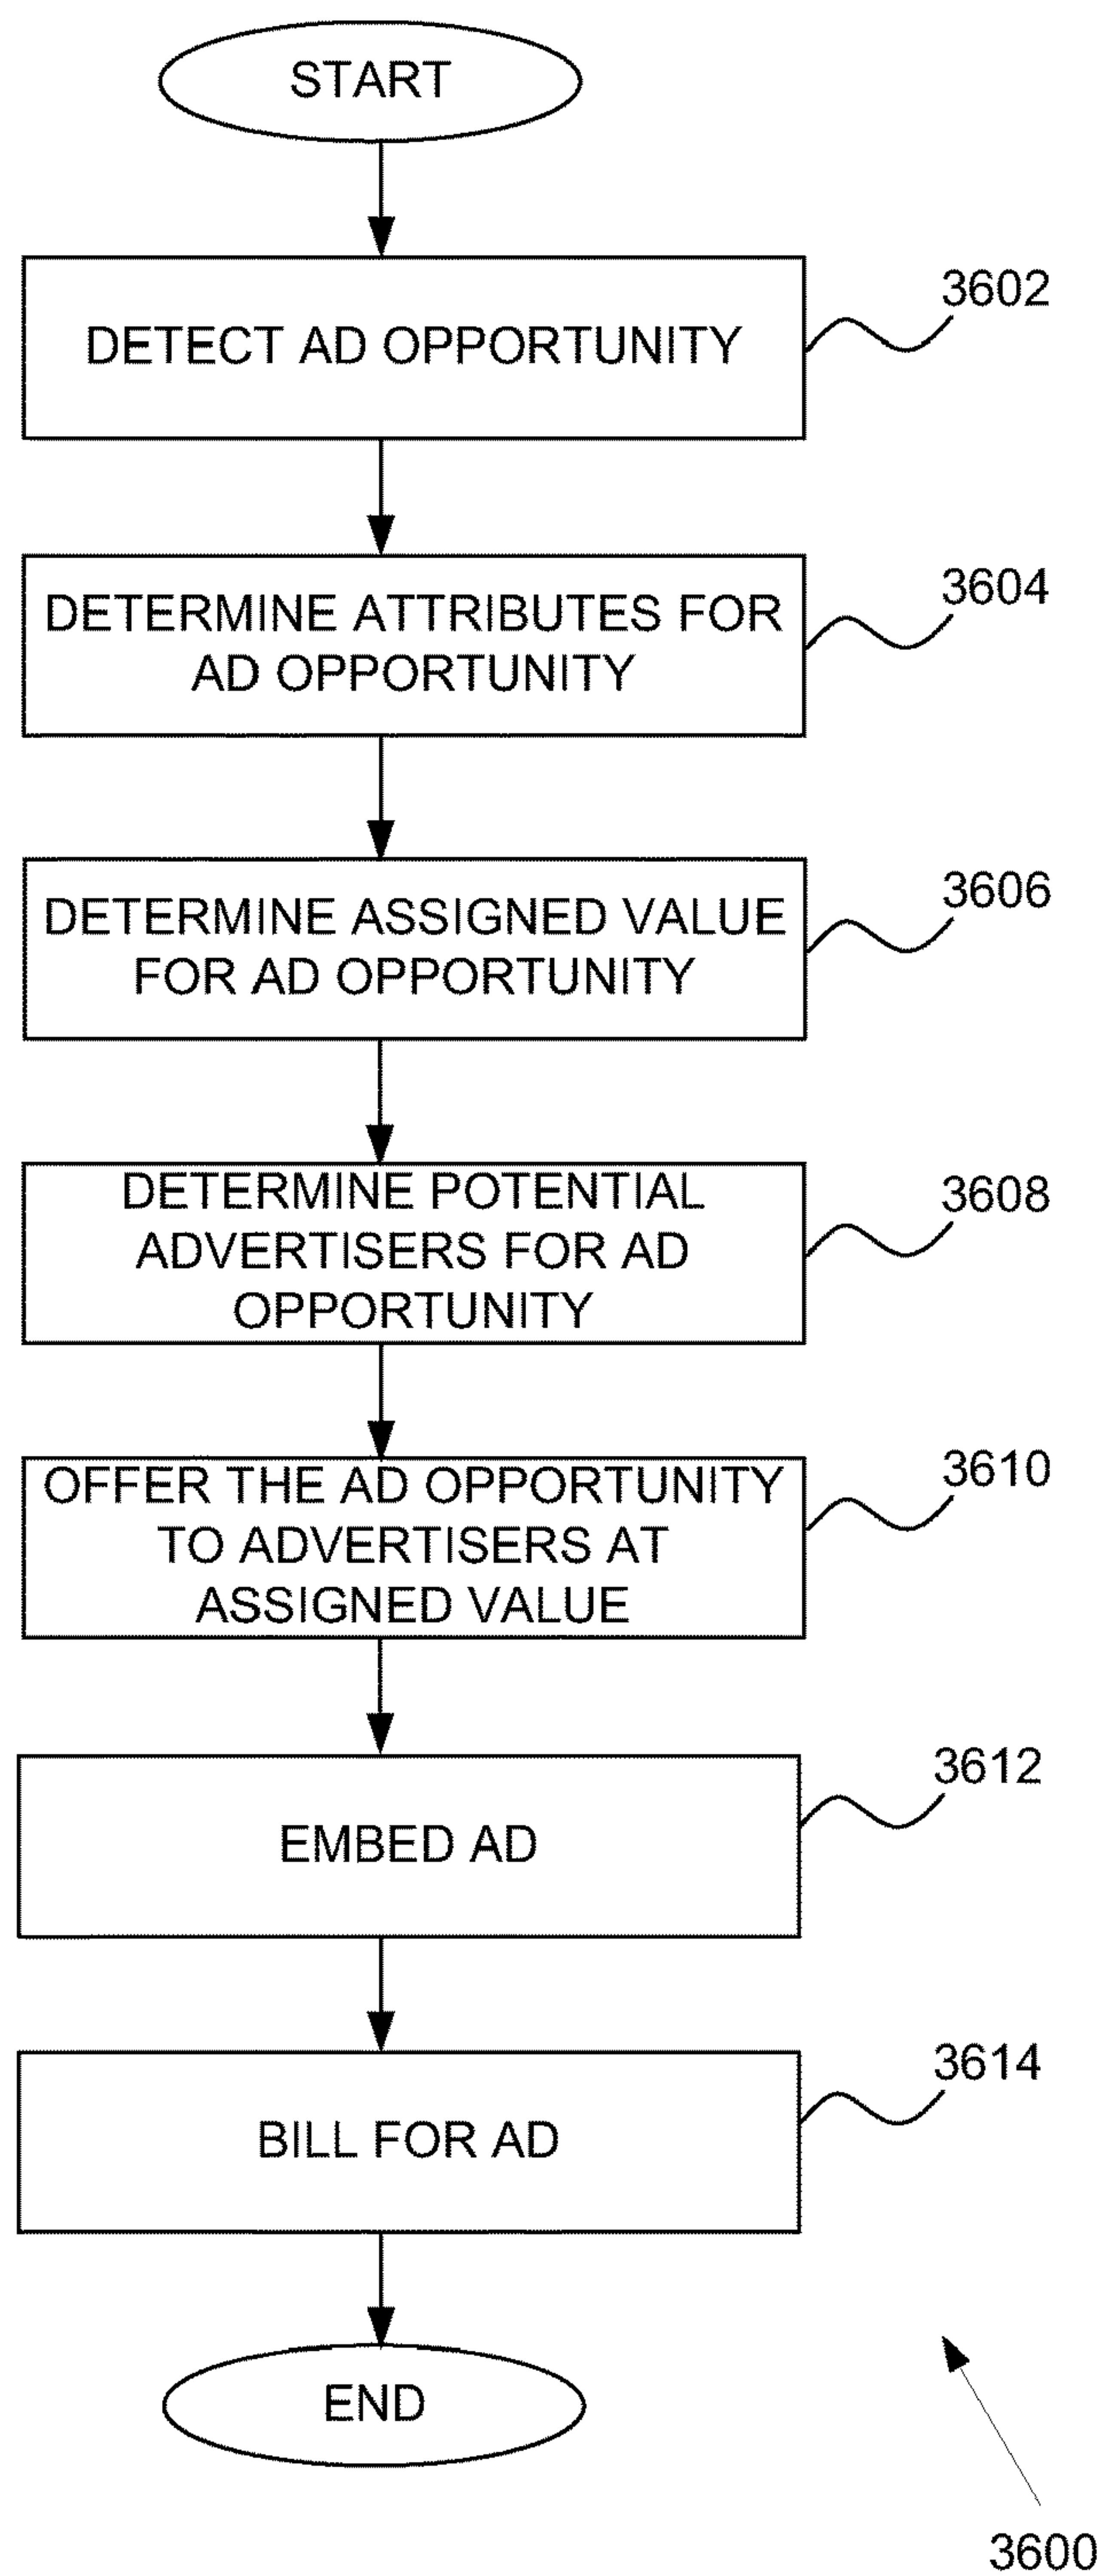 START
DETECT AD OPPORTUNITY
3602
DETERMINE ATTRIBUTES FOR
AD OPPORTUNITY
3604
DETERMINE ASSIGNED VALUE
FOR AD OPPORTUNITY
3606
DETERMINE POTENTIAL
ADVERTISERS FOR AD
OPPORTUNITY
3608
OFFER THE AD OPPORTUNITY
TO ADVERTISERS AT
ASSIGNED VALUE
3610
EMBED AD
3612
BILL FOR AD
3614
END
3600